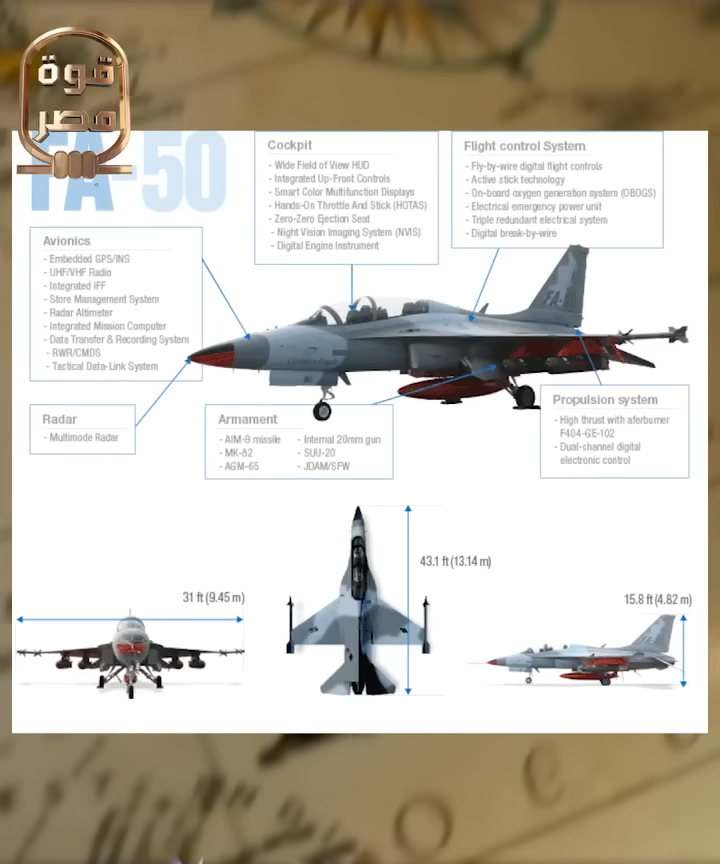 قوة
مصر
FA-50
Cockpit
- Wide Field of View HUD
- Integrated Up-Front Controls
- Smart Color Multifunction Displays
- Hands-On Throttle And Stick (HOTAS)
- Zero-Zero Ejection Seat
- Night Vision Imaging System (NVIS)
- Digital Engine Instrument
Flight control System
- Fly-by-wire digital flight controls
- Active stick technology
- On-board oxygen generation system (OBOGS)
- Electrical emergency power unit
- Triple redundant electrical system
- Digital break-by-wire
Avionics
- Embedded GPS/INS
- UHF/VHF Radio
- Integrated IFF
- Store Management System
- Radar Altimeter
- Integrated Mission Computer
- Data Transfer & Recording System
- RWR/CMDS
- Tactical Data-Link System
Radar
- Multimode Radar
Armament
- AIM-9 missile
- MK-82
- AGM-65
- Internal 20mm gun
- SUU-20
- JDAM/SFW
Propulsion system
- High thrust with aferburner
F404-GE-102
- Dual-channel digital
electronic control
31 ft (9.45 m)
43.1 ft (13.14 m)
15.8 ft (4.82 m)